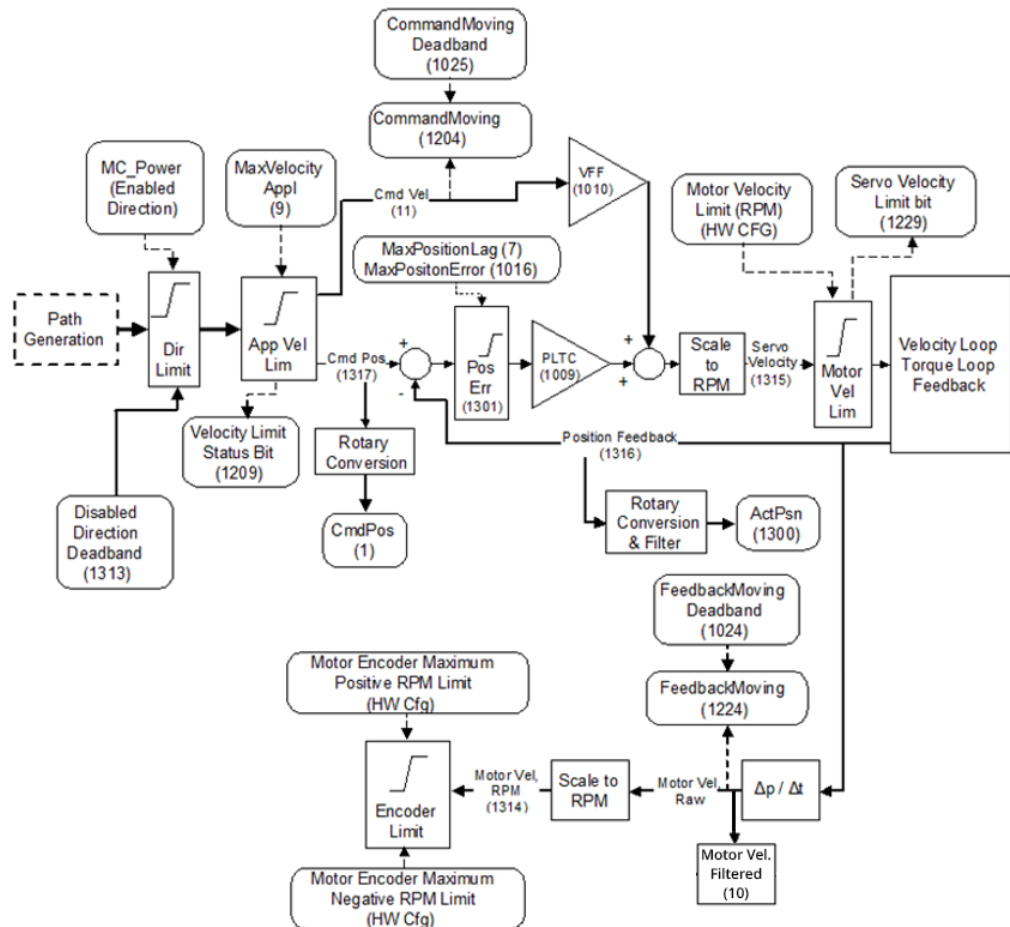 CommandMoving
Deadband
(1025)
CommandMoving
(1204)
MC_Power
(Enabled
Direction)
MaxVelocity
Appl
(9)
Cmd Vel
(11)
VFF
(1010)
Motor Velocity
Limit (RPM)
(HW CFG)
Servo Velocity
Limit bit
(1229)
MaxPositionLag (7)
MaxPositonError (1016)
Path
Generation
Dir
Limit
App Vel
Lim
Cmd Pos
(1317)
+
-
Pos
Err
(1301)
PLTC
(1009)
+
+
Scale
to
RPM
Servo
Velocity
(1315)
Motor
Vel
Lim
Velocity Loop
Torque Loop
Feedback
Velocity Limit
Status Bit
(1209)
Rotary
Conversion
Position Feedback
(1316)
Disabled
Direction
Deadband
(1313)
CmdPos
(1)
Rotary
Conversion
& Filter
ActPsn
(1300)
FeedbackMoving
Deadband
(1024)
FeedbackMoving
(1224)
Motor Encoder Maximum
Positive RPM Limit
(HW Cfg)
Encoder
Limit
Motor Vel,
RPM
(1314)
Scale to
RPM
Motor Vel,
Raw
Δp / Δt
Motor Vel.
Filtered
(10)
Motor Encoder Maximum
Negative RPM Limit
(HW Cfg)